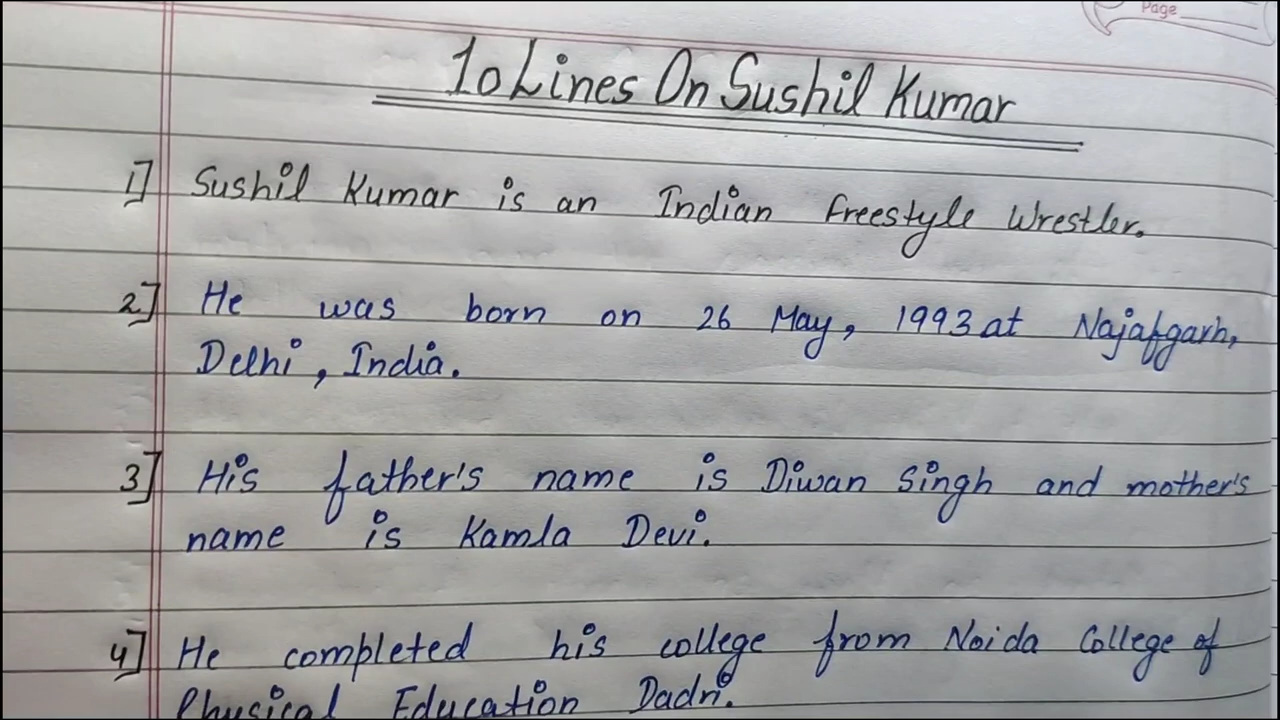 Page
10 Lines On Sushil Kumar
1] Sushil Kumar is an Indian freestyle Wrestler.
2] He was born on 26 May, 1993 at Najafgarh,
Delhi, India.
3] His father's name is Diwan Singh and mother's
name is Kamla Devi.
4] He completed his college from Noida College of
Physical Education Dadri.